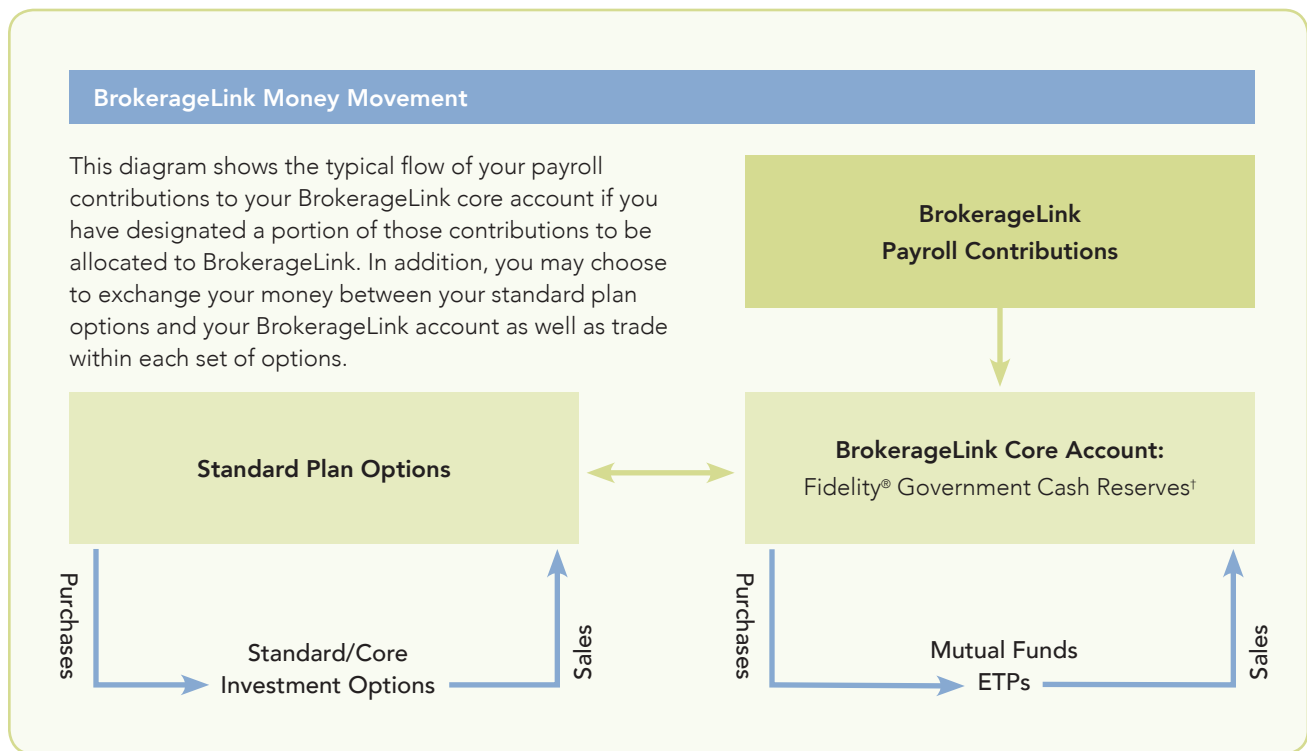 BrokerageLink Money Movement
This diagram shows the typical flow of your payroll
contributions to your BrokerageLink core account if you
have designated a portion of those contributions to be
allocated to BrokerageLink. In addition, you may choose
to exchange your money between your standard plan
options and your BrokerageLink account as well as trade
within each set of options.
BrokerageLink
Payroll Contributions
Standard Plan Options
BrokerageLink Core Account:
Fidelity® Government Cash Reserves†
Purchases
Standard/Core
Investment Options
Sales
Purchases
Mutual Funds
ETPs
Sales